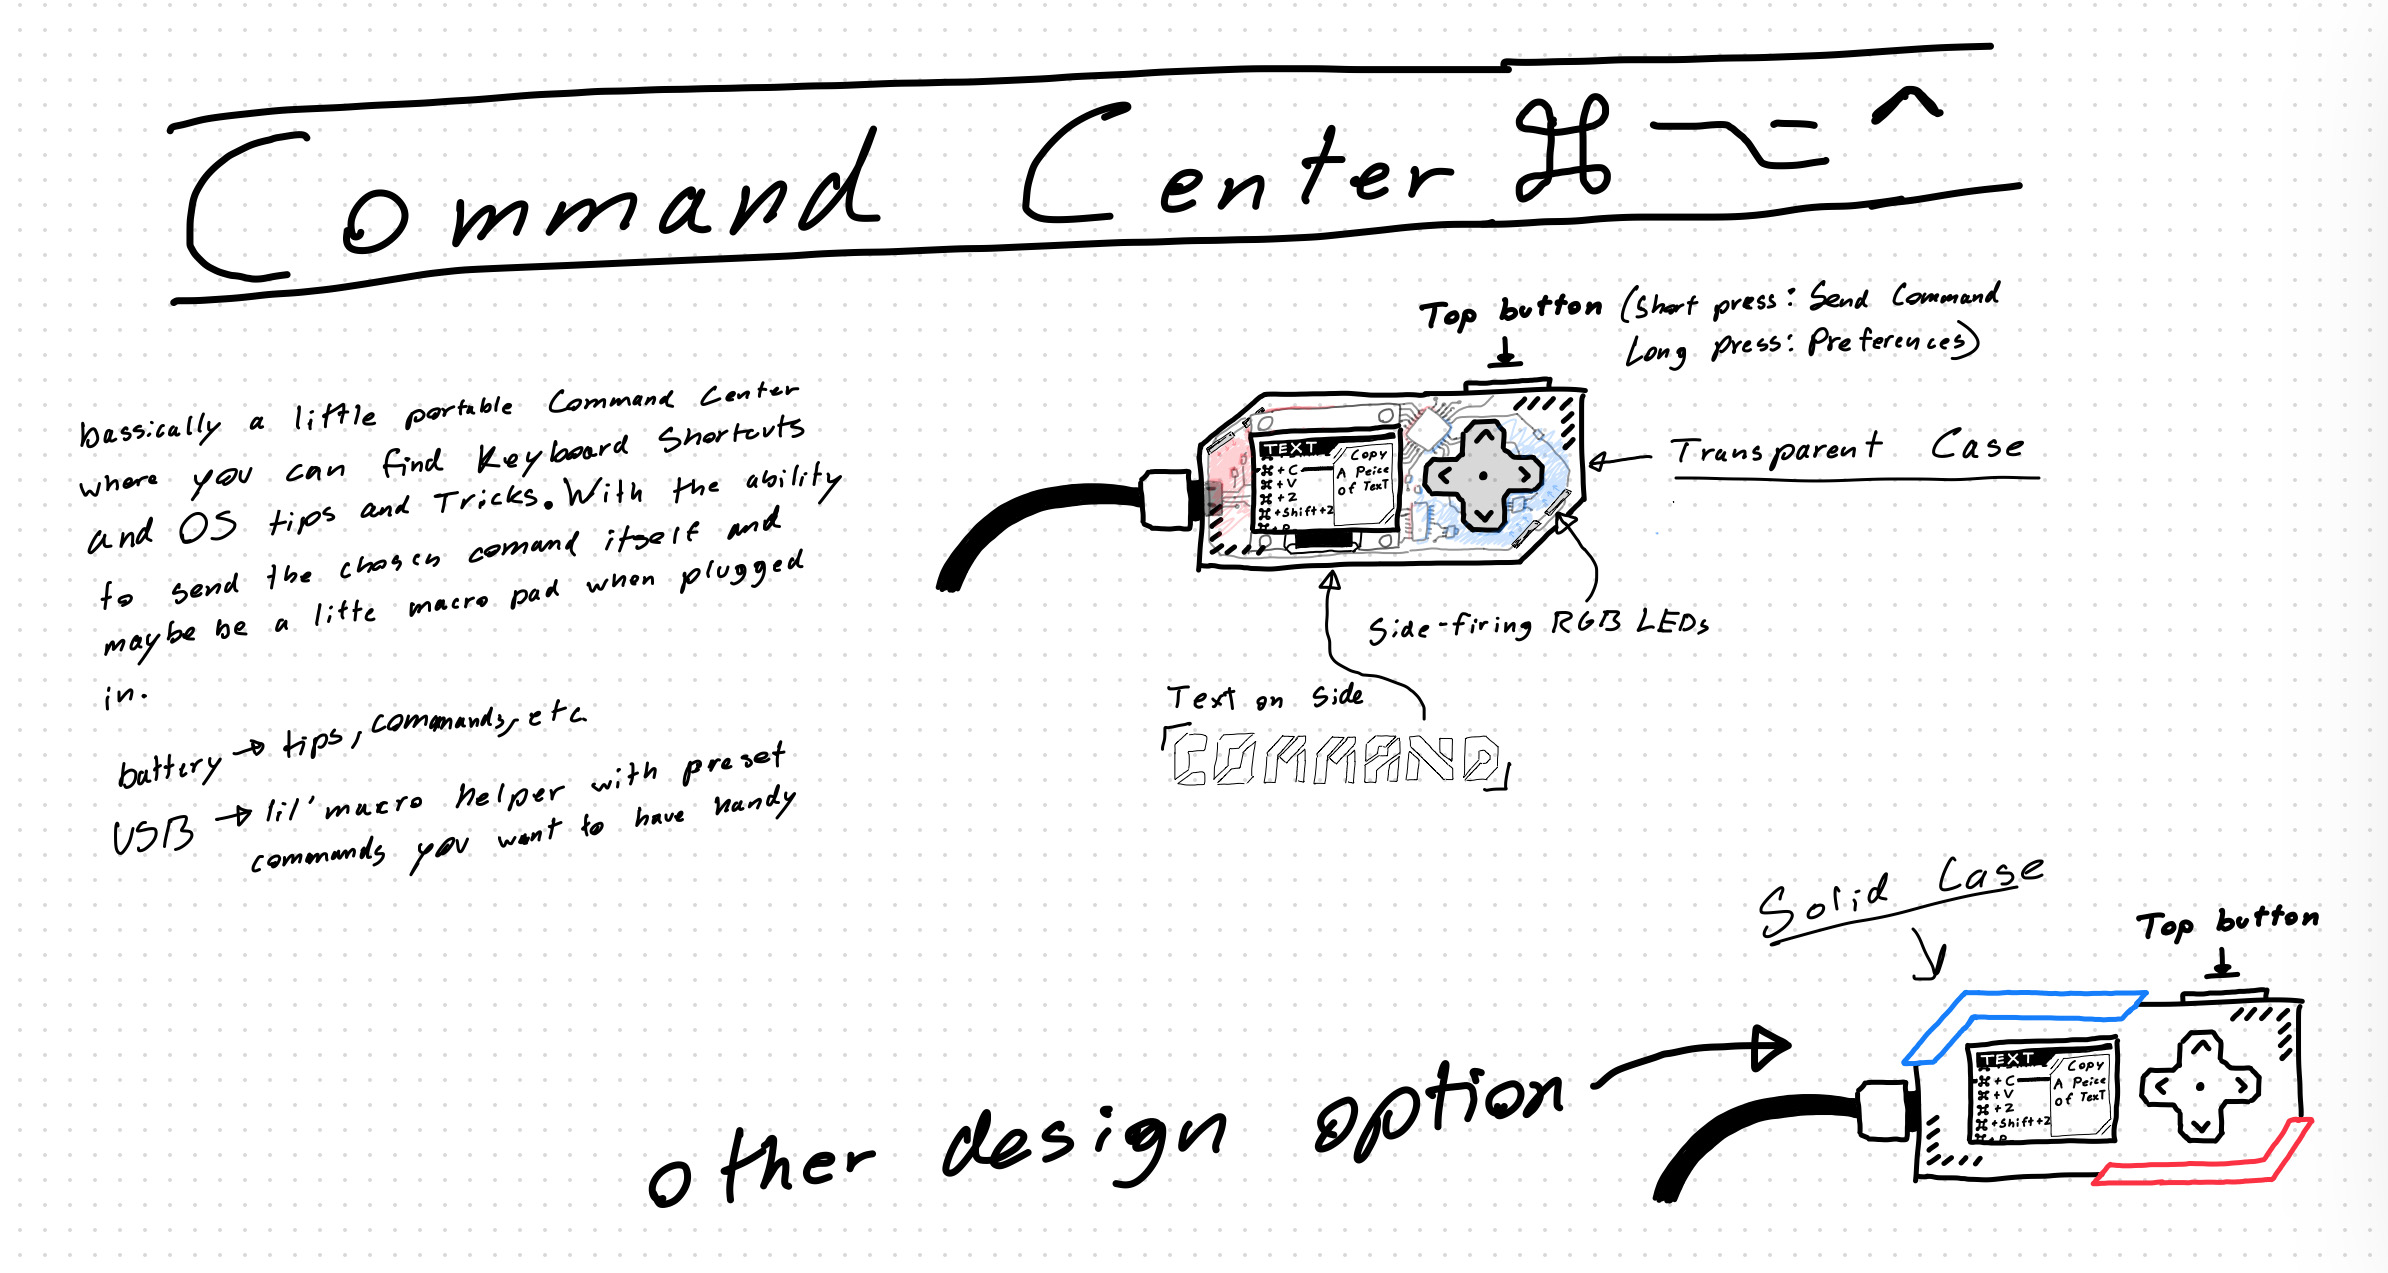 Command Center ⌘ ⌥ ^
Top button (Short press: Send Command
Long press: Preferences)
bassically a little portable Command Center
where you can find Keyboard Shortcuts
and OS tips and Tricks. With the ability
to send the chosen comand itself and
maybe be a litte macro pad when plugged
in.
battery → tips, commands, etc
USB → lil' macro helper with preset
commands you want to have handy
TEXT
⌘+C
⌘+V
⌘+Z
⌘+Shift+Z
⌘+P
Copy
A Peice
of TexT
Transparent Case
Side-firing RGB LEDs
Text on Side
「COMMAND」
Solid Case
Top button
other design option
TEXT
⌘+C
⌘+V
⌘+Z
⌘+Shift+Z
⌘+P
Copy
A Peice
of TexT